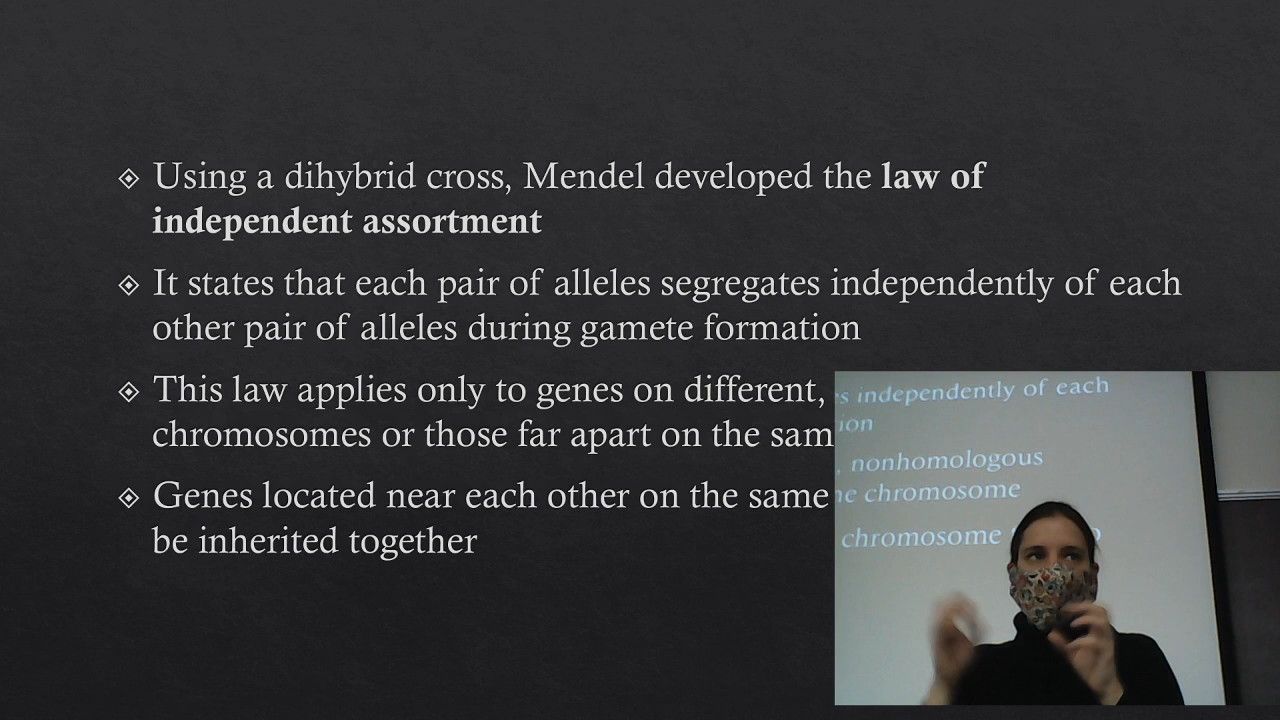 Using a dihybrid cross, Mendel developed the law of
independent assortment
It states that each pair of alleles segregates independently of each
other pair of alleles during gamete formation
This law applies only to genes on different,
chromosomes or those far apart on the sam
Genes located near each other on the same
be inherited together
s independently of each
ion
, nonhomologous
e chromosome
chromosome